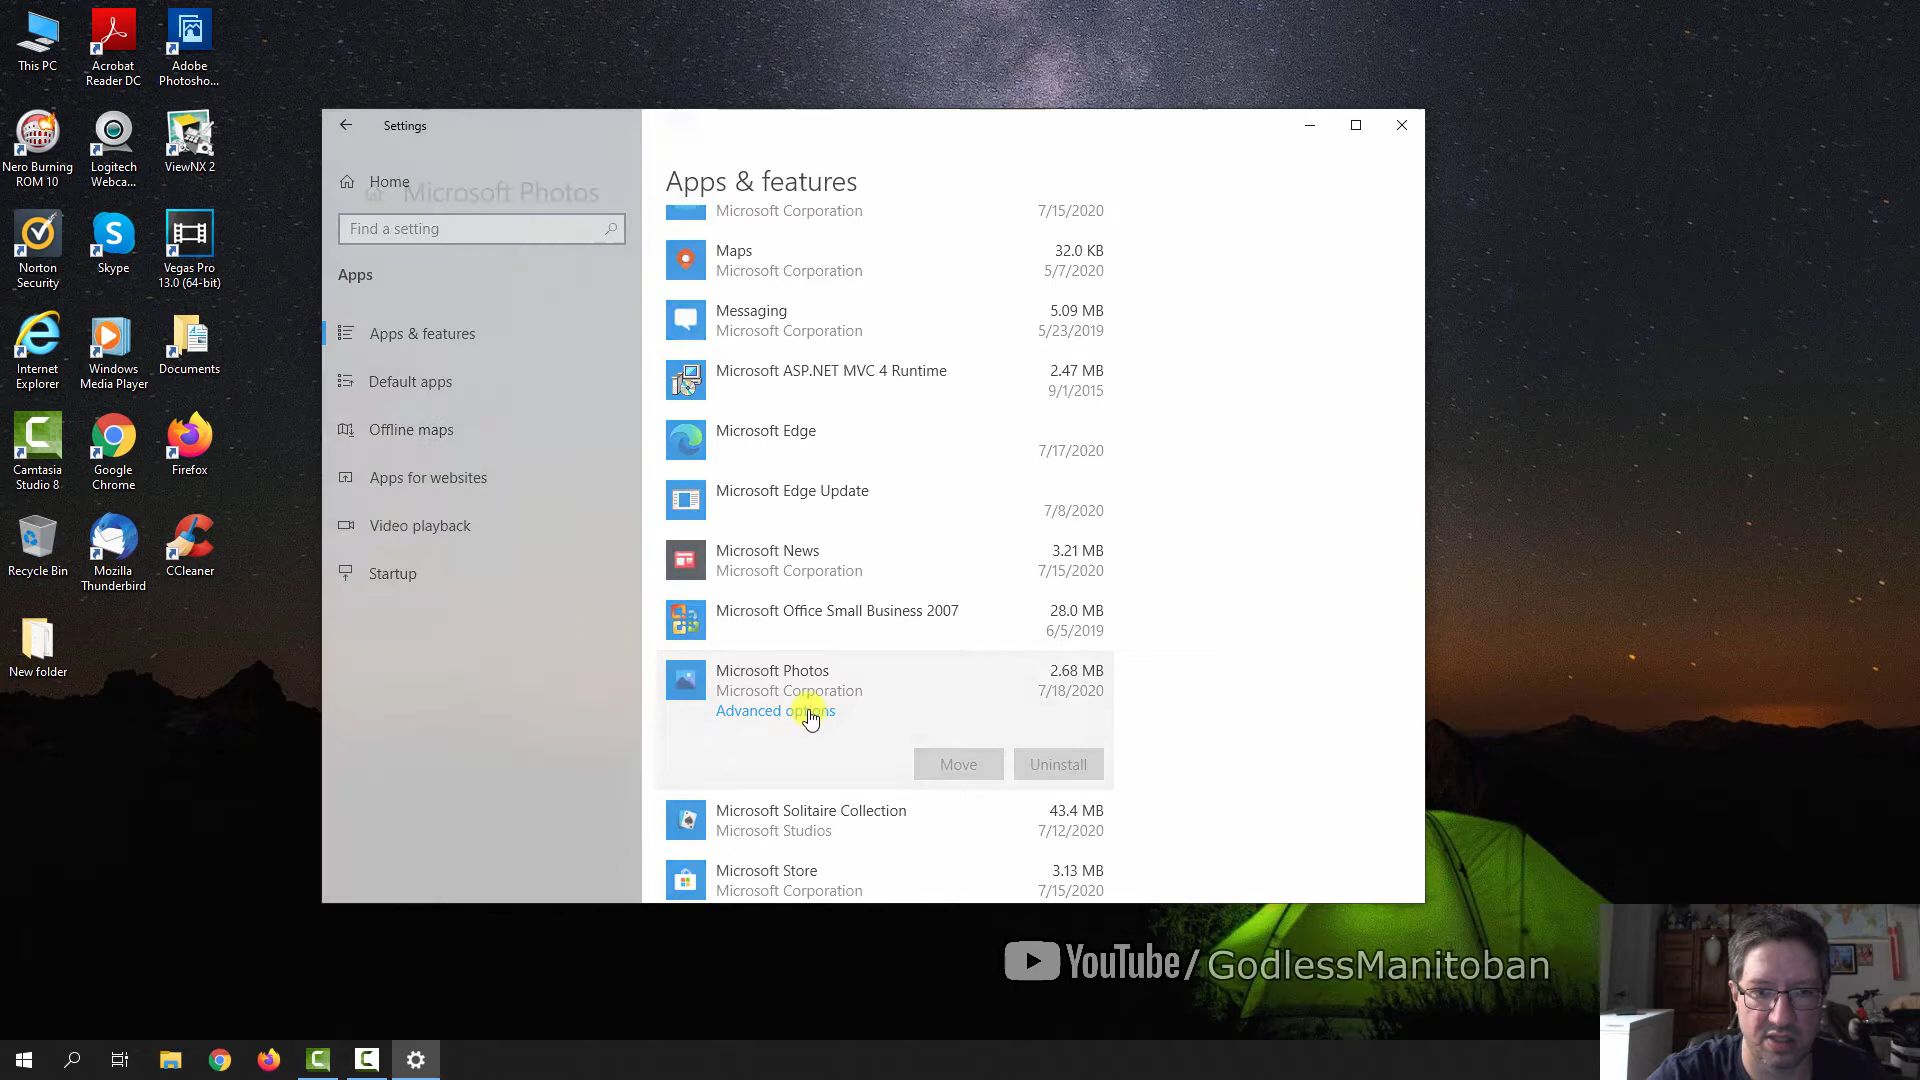 This PC
Acrobat
Reader DC
Adobe
Photosho...
Nero Burning
ROM 10
Logitech
Webca...
ViewNX 2
Norton
Security
Skype
Vegas Pro
13.0 (64-bit)
Internet
Explorer
Windows
Media Player
Documents
Camtasia
Studio 8
Google
Chrome
Firefox
Recycle Bin
Mozilla
Thunderbird
CCleaner
New folder
Settings
Home
Microsoft Photos
Find a setting
Apps
Apps & features
Default apps
Offline maps
Apps for websites
Video playback
Startup
Apps & features
Microsoft Corporation 7/15/2020
Maps 32.0 KB
Microsoft Corporation 5/7/2020
Messaging 5.09 MB
Microsoft Corporation 5/23/2019
Microsoft ASP.NET MVC 4 Runtime 2.47 MB
9/1/2015
Microsoft Edge
7/17/2020
Microsoft Edge Update
7/8/2020
Microsoft News 3.21 MB
Microsoft Corporation 7/15/2020
Microsoft Office Small Business 2007 28.0 MB
6/5/2019
Microsoft Photos 2.68 MB
Microsoft Corporation 7/18/2020
Advanced options
Move Uninstall
Microsoft Solitaire Collection 43.4 MB
Microsoft Studios 7/12/2020
Microsoft Store 3.13 MB
Microsoft Corporation 7/15/2020
YouTube/GodlessManitoban